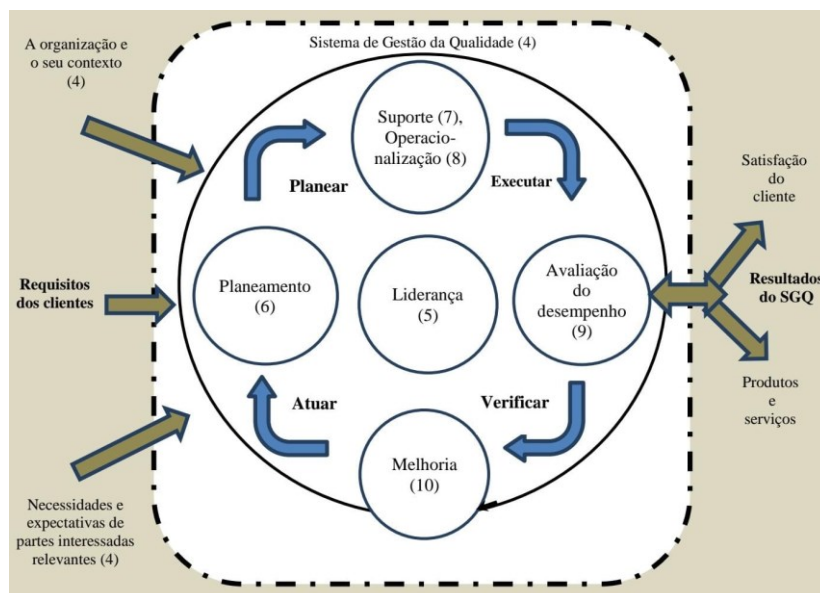 Sistema de Gestão da Qualidade (4)
A organização e
o seu contexto
(4)
Suporte (7),
Operacio-
nalização (8)
Planear
Executar
Satisfação
do
cliente
Requisitos
dos clientes
Planeamento
(6)
Liderança
(5)
Avaliação
do
desempenho
(9)
Resultados
do SGQ
Atuar
Verificar
Produtos
e
serviços
Melhoria
(10)
Necessidades e
expectativas de
partes interessadas
relevantes (4)